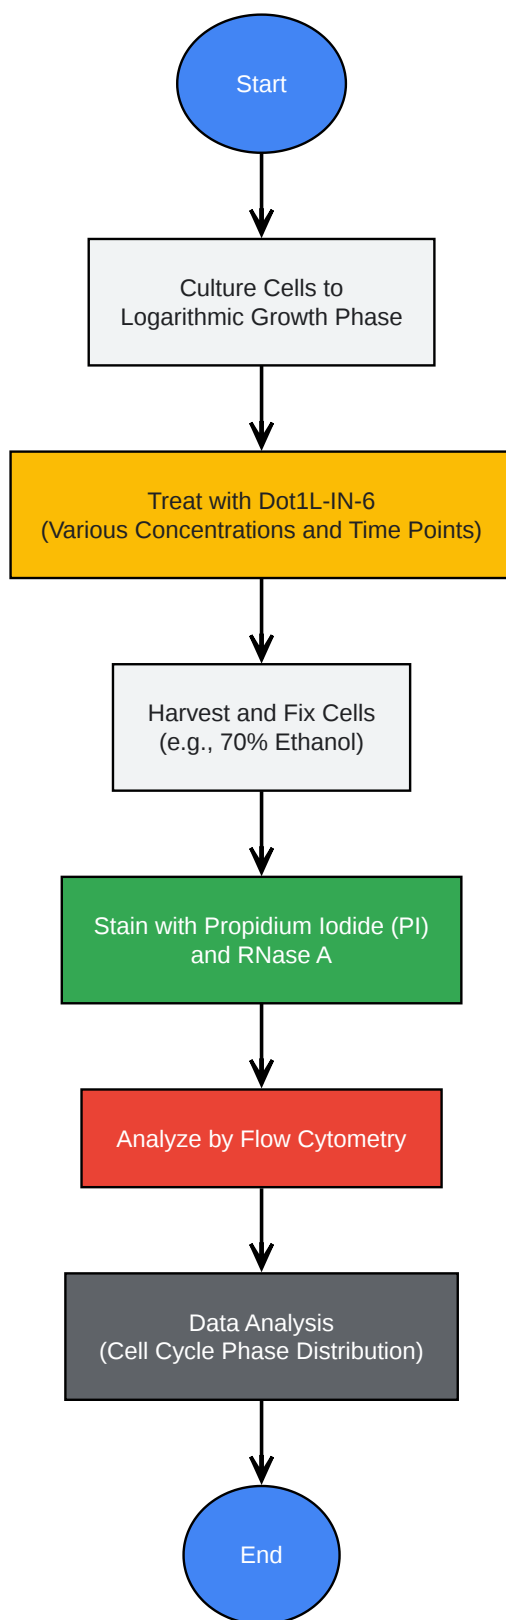 Start
Culture Cells to
Logarithmic Growth Phase
Treat with Dot1L-IN-6
(Various Concentrations and Time Points)
Harvest and Fix Cells
(e.g., 70% Ethanol)
Stain with Propidium Iodide (PI)
and RNase A
Analyze by Flow Cytometry
Data Analysis
(Cell Cycle Phase Distribution)
End